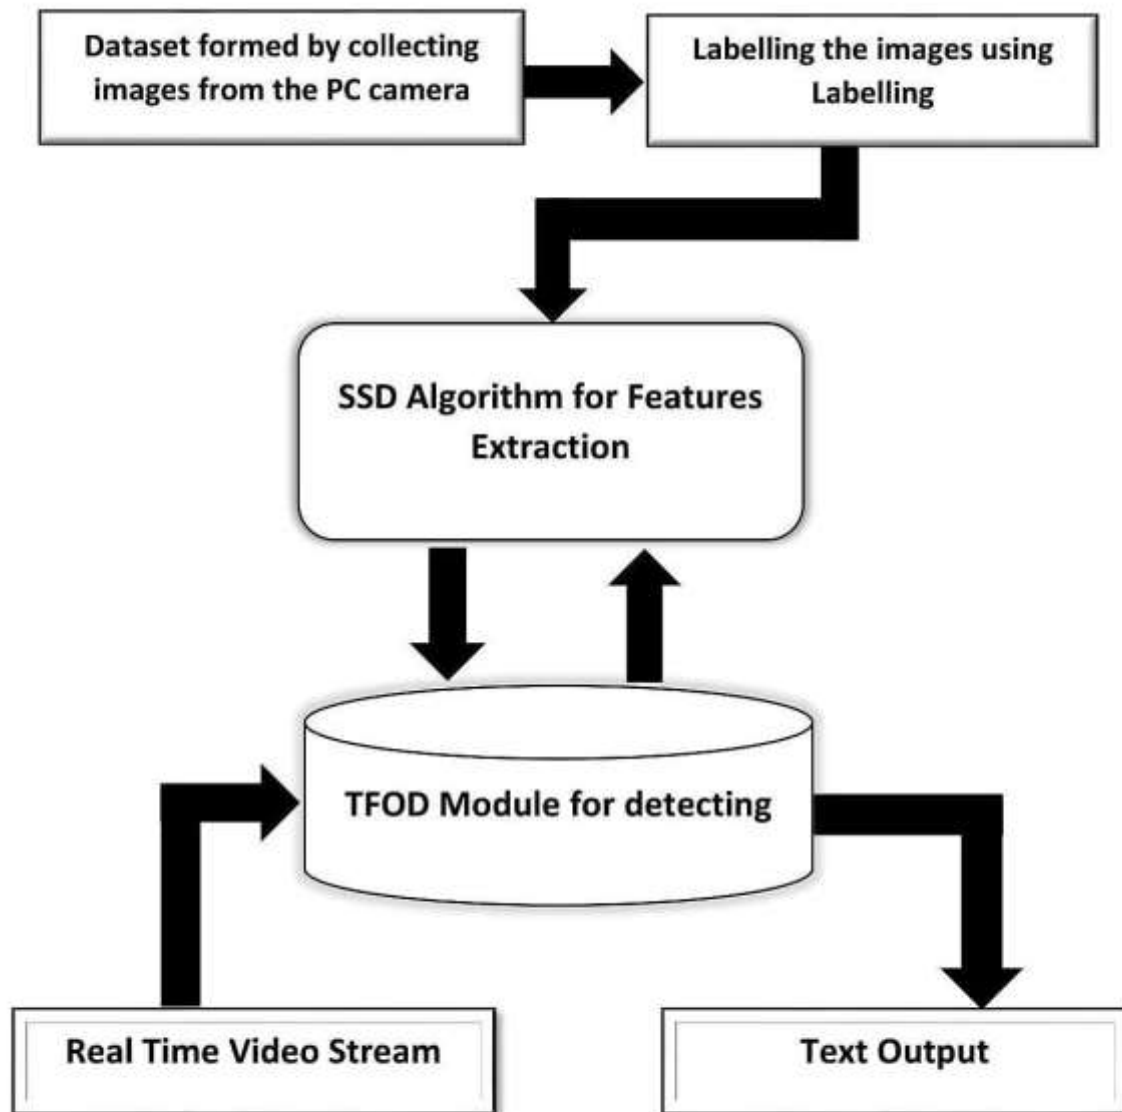 Dataset formed by collecting
images from the PC camera
Labelling the images using
Labelling
SSD Algorithm for Features
Extraction
TFOD Module for detecting
Real Time Video Stream
Text Output